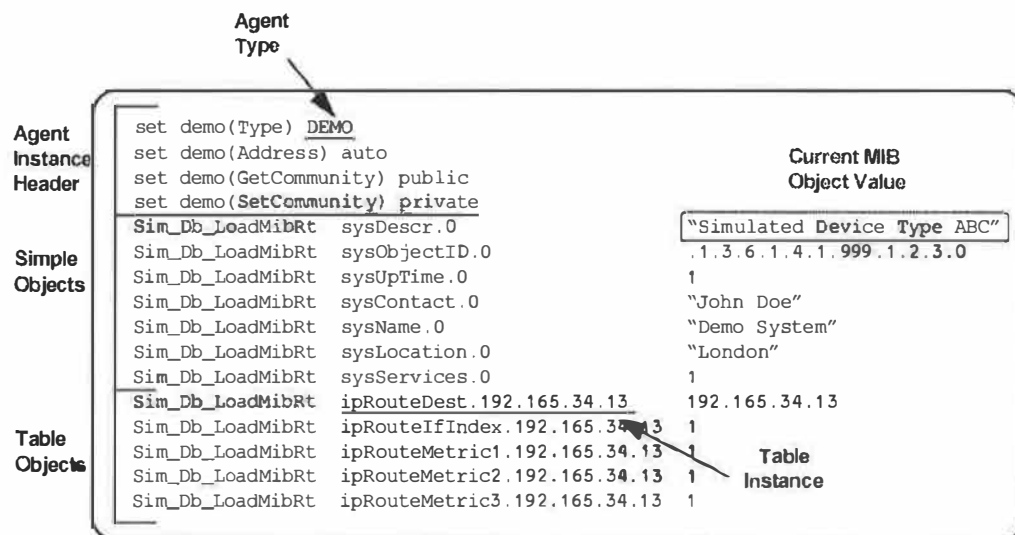 Agent
Type
Agent
Instance
Header
set demo(Type) DEMO
set demo(Address) auto
set demo(GetCommunity) public
set demo(SetCommunity) private
Current MIB
Object Value
Simple
Objects
Sim_Db_LoadMibRt sysDescr.0 “Simulated Device Type ABC”
Sim_Db_LoadMibRt sysObjectID.0 .1.3.6.1.4.1.999.1.2.3.0
Sim_Db_LoadMibRt sysUpTime.0 1
Sim_Db_LoadMibRt sysContact.0 “John Doe”
Sim_Db_LoadMibRt sysName.0 “Demo System”
Sim_Db_LoadMibRt sysLocation.0 “London”
Sim_Db_LoadMibRt sysServices.0 1
Table
Objects
Sim_Db_LoadMibRt ipRouteDest.192.165.34.13 192.165.34.13
Sim_Db_LoadMibRt ipRouteIfIndex.192.165.34.13 1
Sim_Db_LoadMibRt ipRouteMetric1.192.165.34.13 1
Sim_Db_LoadMibRt ipRouteMetric2.192.165.34.13 1
Sim_Db_LoadMibRt ipRouteMetric3.192.165.34.13 1
Table
Instance